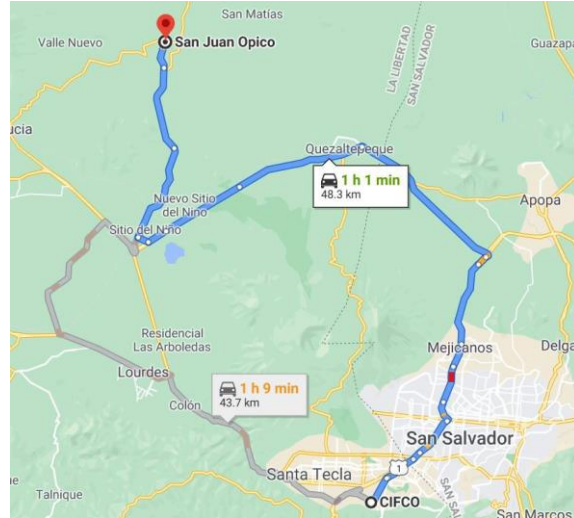 San Matías
Valle Nuevo
San Juan Opico
Guazapa
LA LIBERTAD
SAN SALVADOR
ucia
Quezaltepeque
1 h 1 min
48.3 km
Nuevo Sitio
del Nino
Apopa
Sitio del Niño
Residencial
Las Arboledas
Mejicanos
Delga
Lourdes
1 h 9 min
43.7 km
Colón
San Salvador
1
Santa Tecla
CIFCO
Talnique
SAN SAL
San Marcos